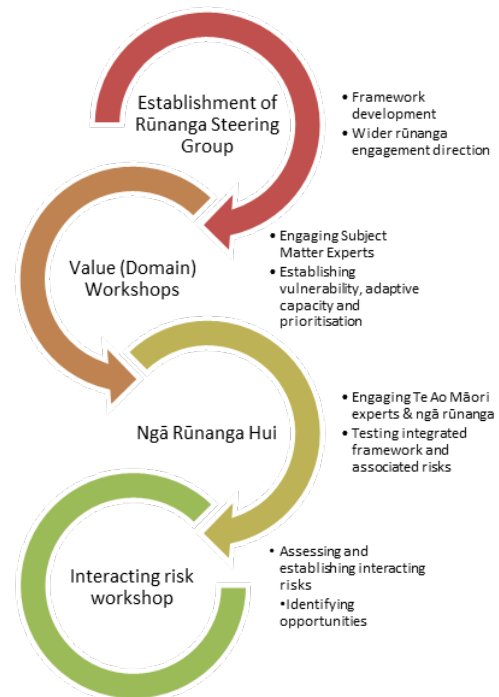 Establishment of
Rūnanga Steering
Group
• Framework
development
• Wider rūnanga
engagement direction
Value (Domain)
Workshops
• Engaging Subject
Matter Experts
• Establishing
vulnerability, adaptive
capacity and
prioritisation
Ngā Rūnanga Hui
• Engaging Te Ao Māori
experts & ngā rūnanga
• Testing integrated
framework and
associated risks
Interacting risk
workshop
• Assessing and
establishing interacting
risks
•Identifying
opportunities